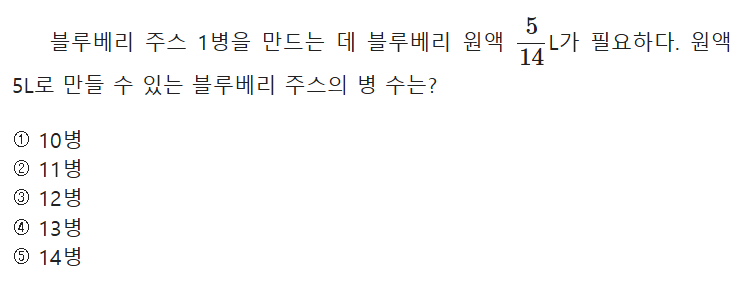 블루베리 주스 1병을 만드는 데 블루베리 원액 5/14L가 필요하다. 원액
5L로 만들 수 있는 블루베리 주스의 병 수는?
① 10병
② 11병
③ 12병
④ 13병
⑤ 14병